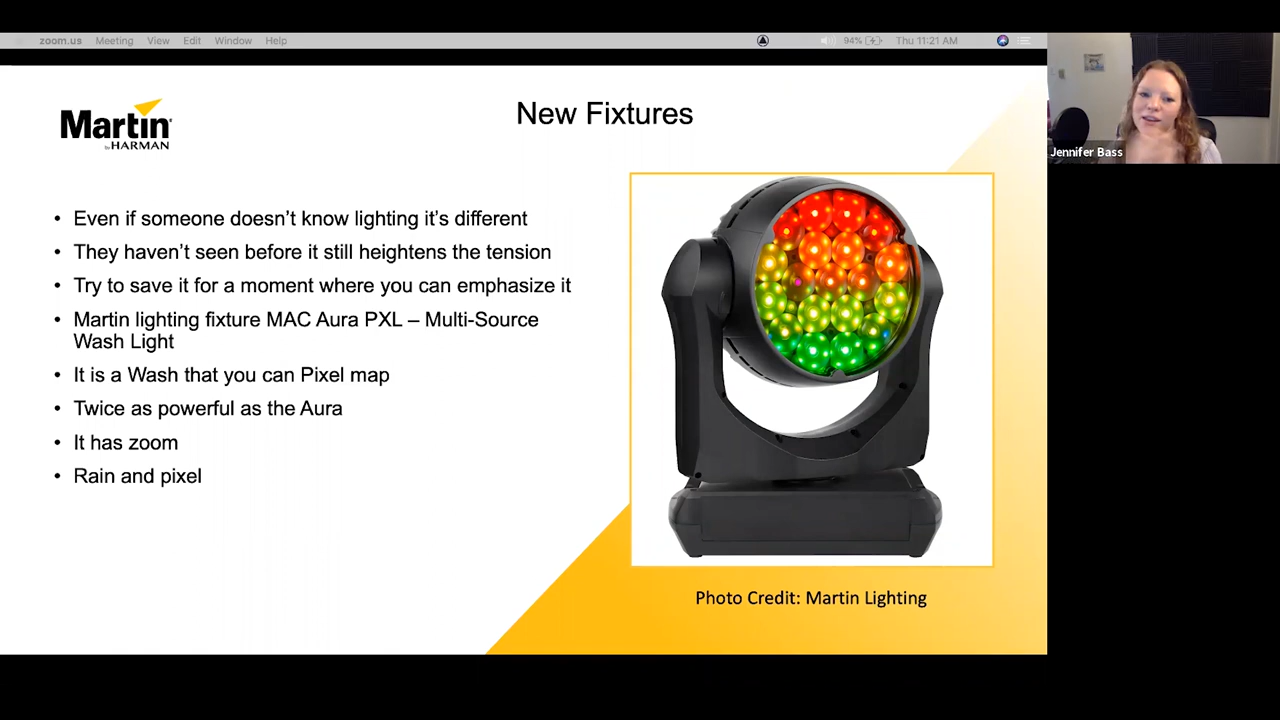 zoom.us Meeting View Edit Window Help 94% Thu 11:21 AM
Martin
by HARMAN
New Fixtures
• Even if someone doesn’t know lighting it’s different
• They haven’t seen before it still heightens the tension
• Try to save it for a moment where you can emphasize it
• Martin lighting fixture MAC Aura PXL – Multi-Source
Wash Light
• It is a Wash that you can Pixel map
• Twice as powerful as the Aura
• It has zoom
• Rain and pixel
Photo Credit: Martin Lighting
Jennifer Bass